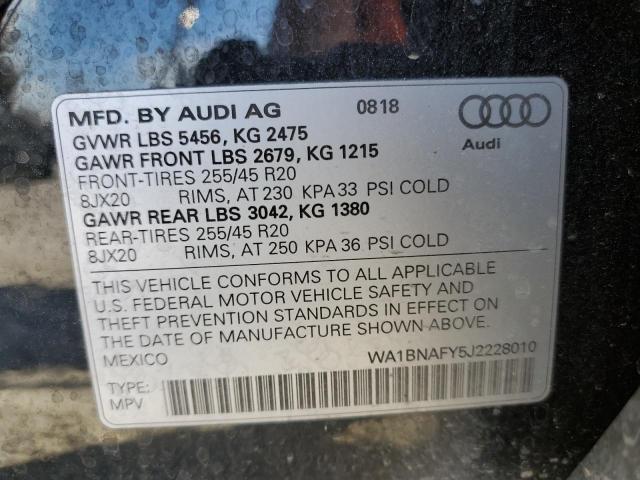 MFD. BY AUDI AG 0818
GVWR LBS 5456, KG 2475
GAWR FRONT LBS 2679, KG 1215
FRONT-TIRES 255/45 R20
8JX20 RIMS, AT 230 KPA 33 PSI COLD
GAWR REAR LBS 3042, KG 1380
REAR-TIRES 255/45 R20
8JX20 RIMS, AT 250 KPA 36 PSI COLD
Audi
THIS VEHICLE CONFORMS TO ALL APPLICABLE
U.S. FEDERAL MOTOR VEHICLE SAFETY AND
THEFT PREVENTION STANDARDS IN EFFECT ON
THE DATE OF MANUFACTURE SHOWN ABOVE.
MEXICO WA1BNAFY5J2228010
TYPE:
MPV